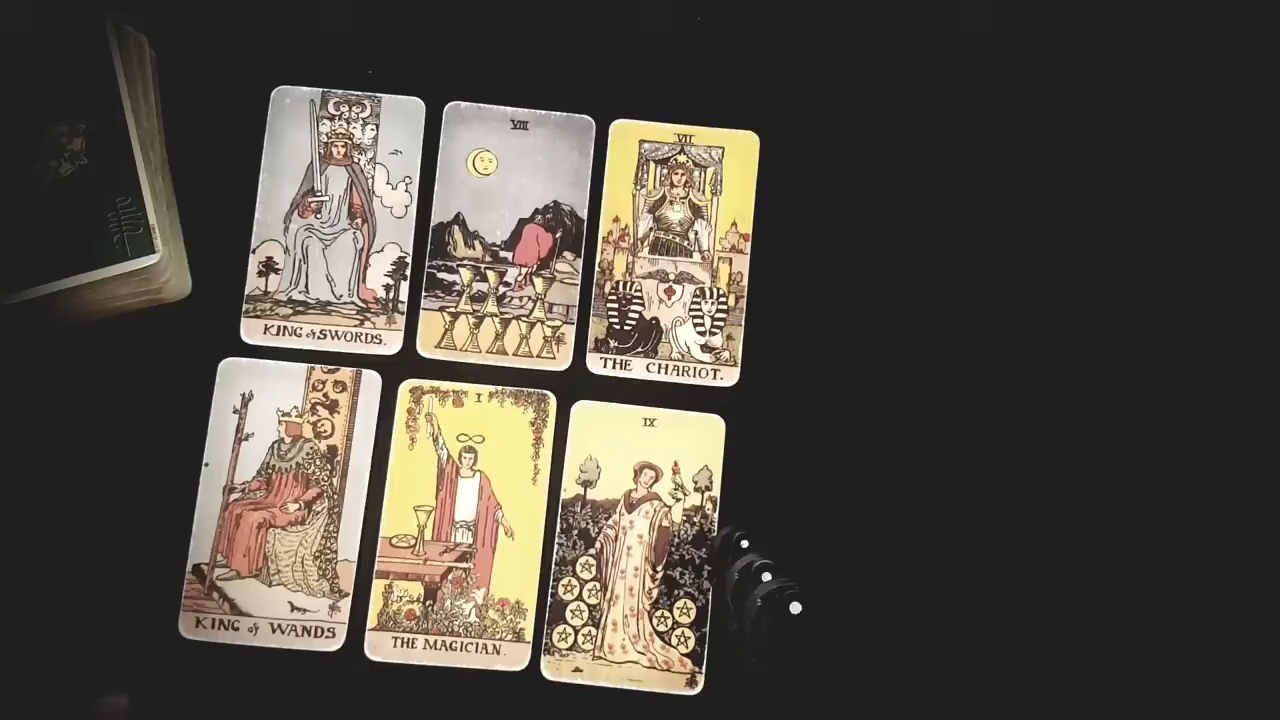 KING of SWORDS.
VIII
VII
THE CHARIOT.
KING of WANDS
I
THE MAGICIAN.
IX